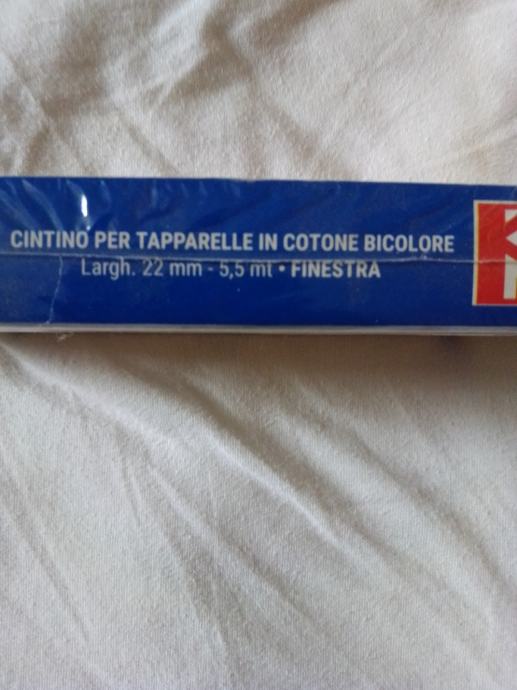 CINTINO PER TAPPARELLE IN COTONE BICOLORE
Largh. 22 mm - 5,5 mt • FINESTRA